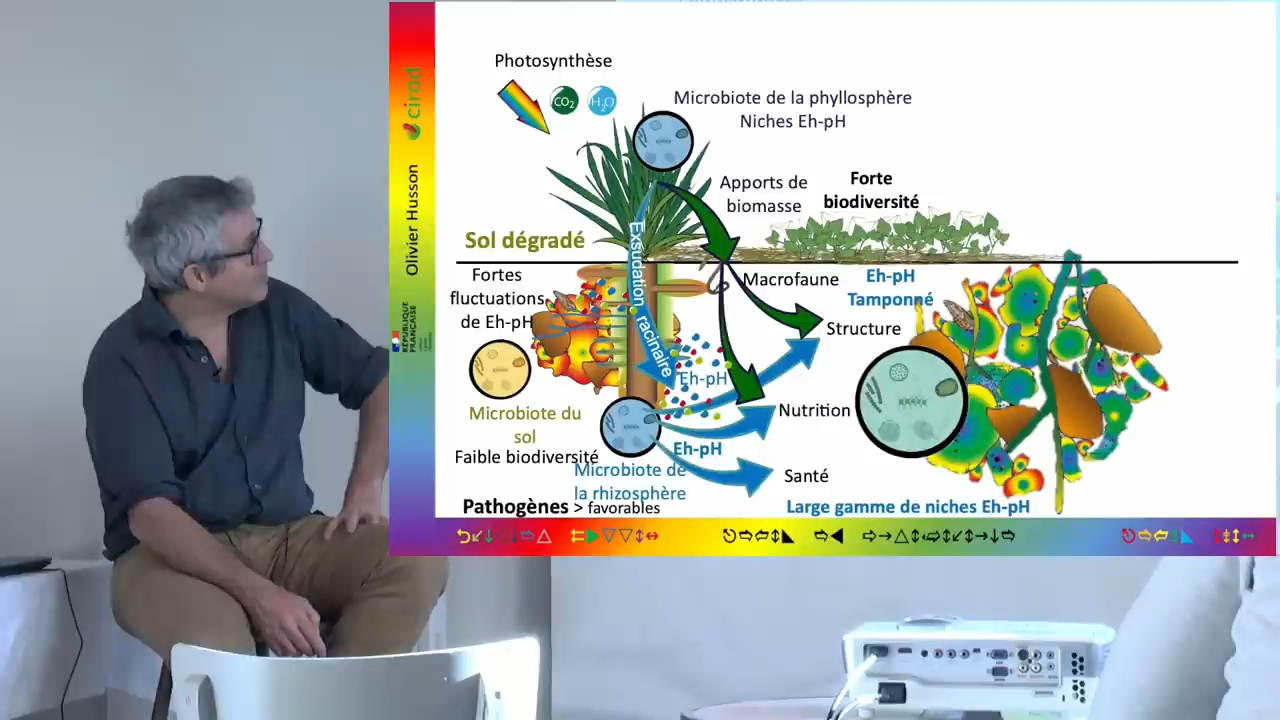 Photosynthèse
CO2
H2O
Microbiote de la phyllosphère
Niches Eh-pH
Apports de
biomasse
Forte
biodiversité
Sol dégradé
Exsudation racinaire
Fortes
fluctuations
de Eh-pH
Macrofaune
Eh-pH
Tamponné
Structure
Eh-pH
Nutrition
Microbiote du
sol
Faible biodiversité
Eh-pH
Microbiote de
la rhizosphère
Santé
Pathogènes > favorables
Large gamme de niches Eh-pH
cirad
Olivier Husson
RÉPUBLIQUE
FRANÇAISE